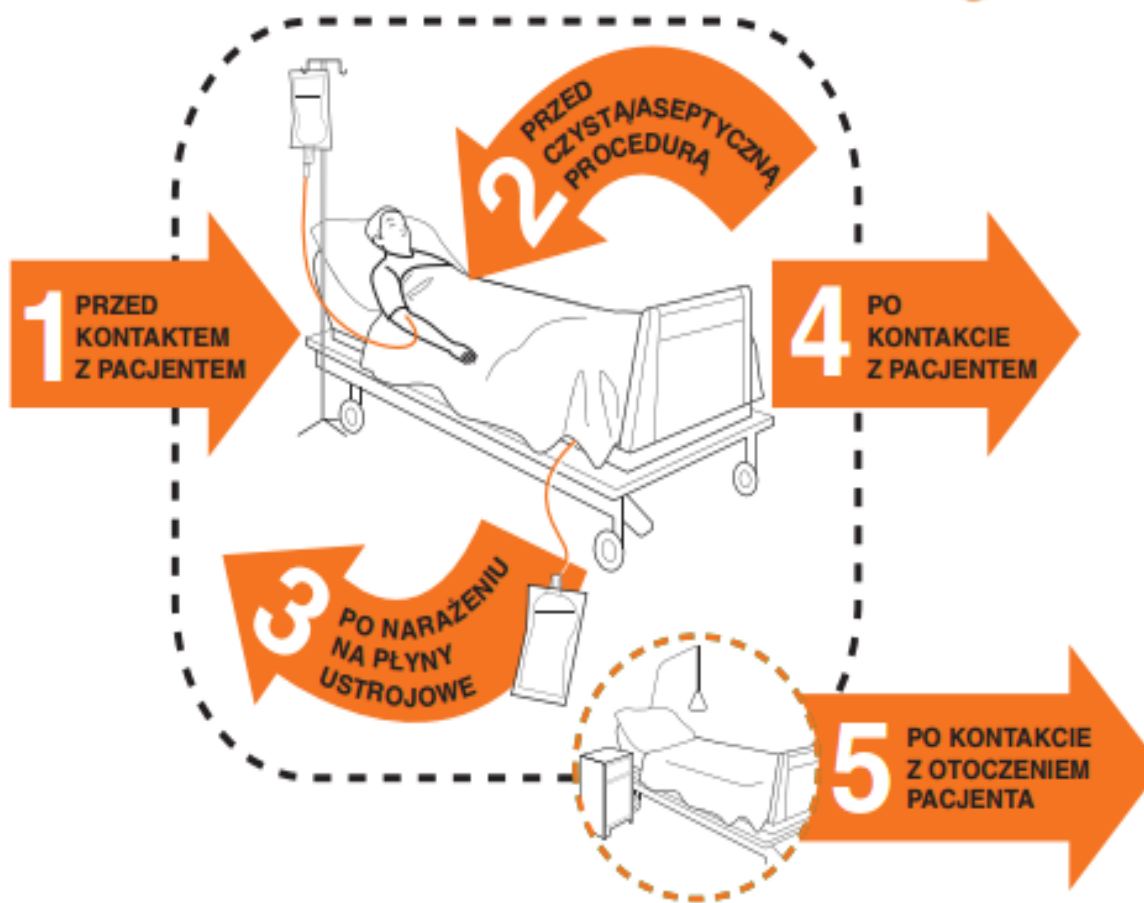 1
PRZED
KONTAKTEM
Z PACJENTEM
2
PRZED
CZYSTĄ/ASEPTYCZNĄ
PROCEDURĄ
3
PO NARAŻENIU
NA PŁYNY
USTROJOWE
4
PO
KONTAKCIE
Z PACJENTEM
5
PO KONTAKCIE
Z OTOCZENIEM
PACJENTA